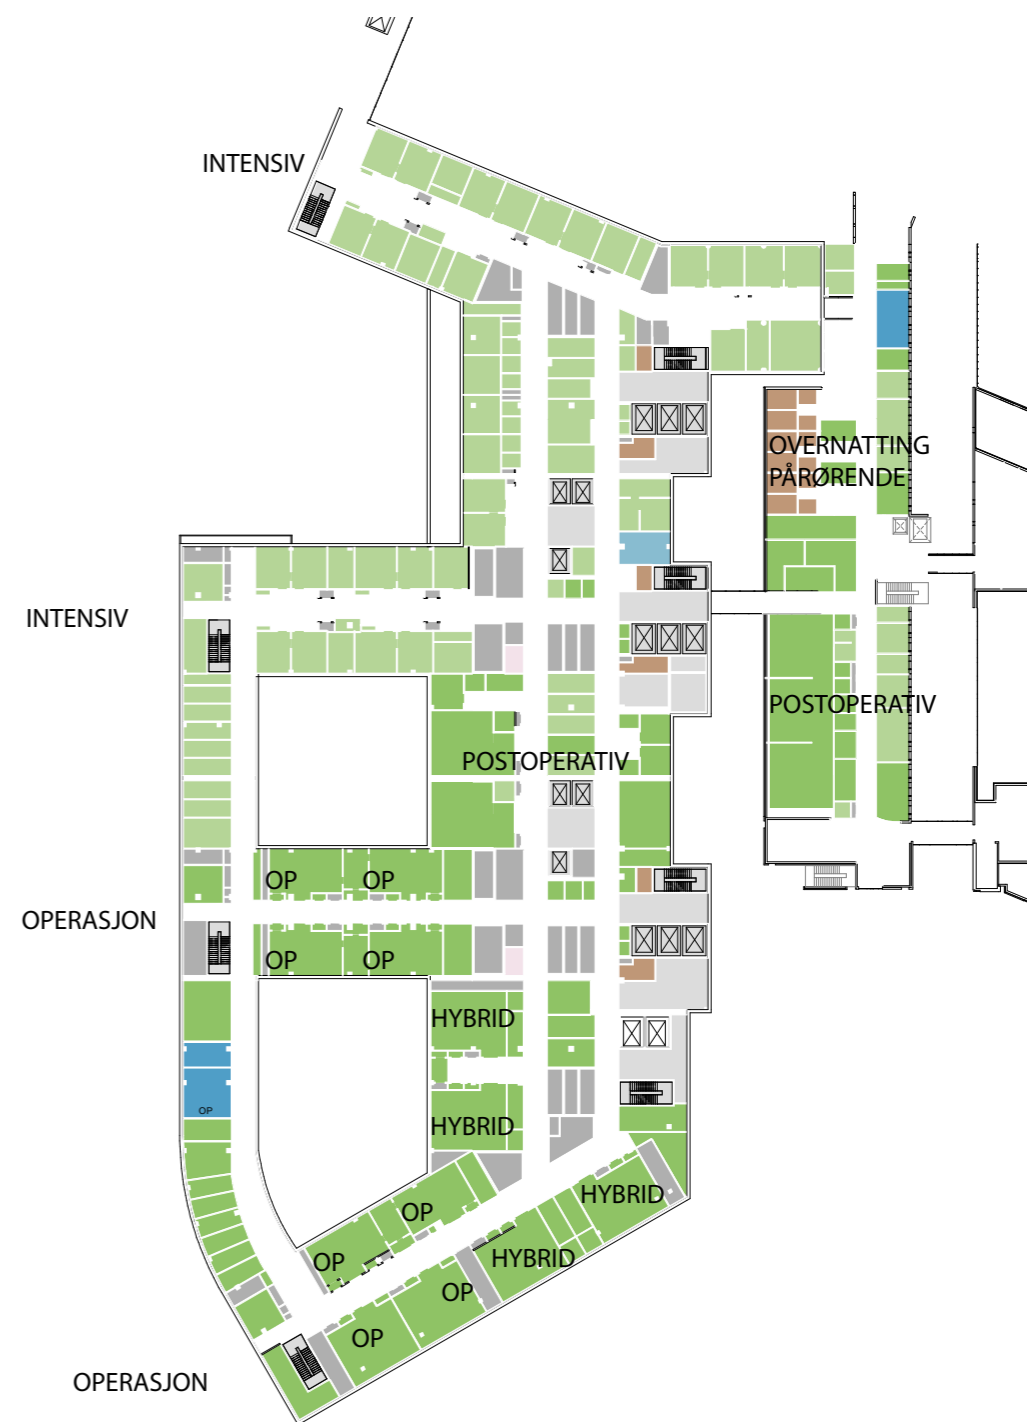 INTENSIV
OVERNATTING
PÅRØRENDE
INTENSIV
POSTOPERATIV
POSTOPERATIV
OP
OP
OPERASJON
OP
OP
HYBRID
OP
HYBRID
HYBRID
OP
HYBRID
OP
OP
OP
OPERASJON